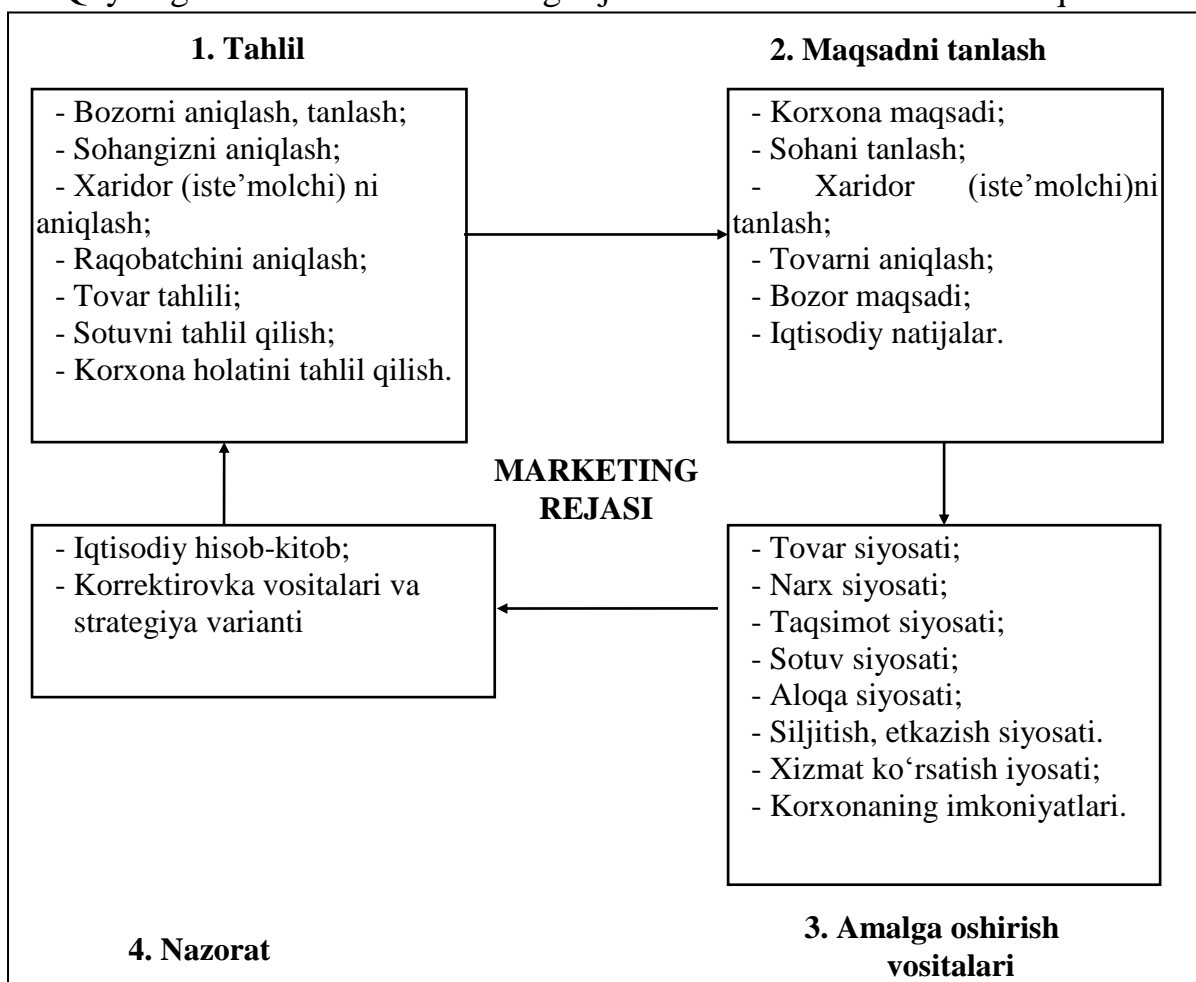 1. Tahlil
- Bozorni aniqlash, tanlash;
- Sohangizni aniqlash;
- Xaridor (iste’molchi) ni
aniqlash;
- Raqobatchini aniqlash;
- Tovar tahlili;
- Sotuvni tahlil qilish;
- Korxona holatini tahlil qilish.
2. Maqsadni tanlash
- Korxona maqsadi;
- Sohani tanlash;
- Xaridor (iste’molchi)ni
tanlash;
- Tovarni aniqlash;
- Bozor maqsadi;
- Iqtisodiy natijalar.
MARKETING
REJASI
- Iqtisodiy hisob-kitob;
- Korrektirovka vositalari va
strategiya varianti
4. Nazorat
- Tovar siyosati;
- Narx siyosati;
- Taqsimot siyosati;
- Sotuv siyosati;
- Aloqa siyosati;
- Siljitish, etkazish siyosati.
- Xizmat ko‘rsatish iyosati;
- Korxonaning imkoniyatlari.
3. Amalga oshirish
vositalari